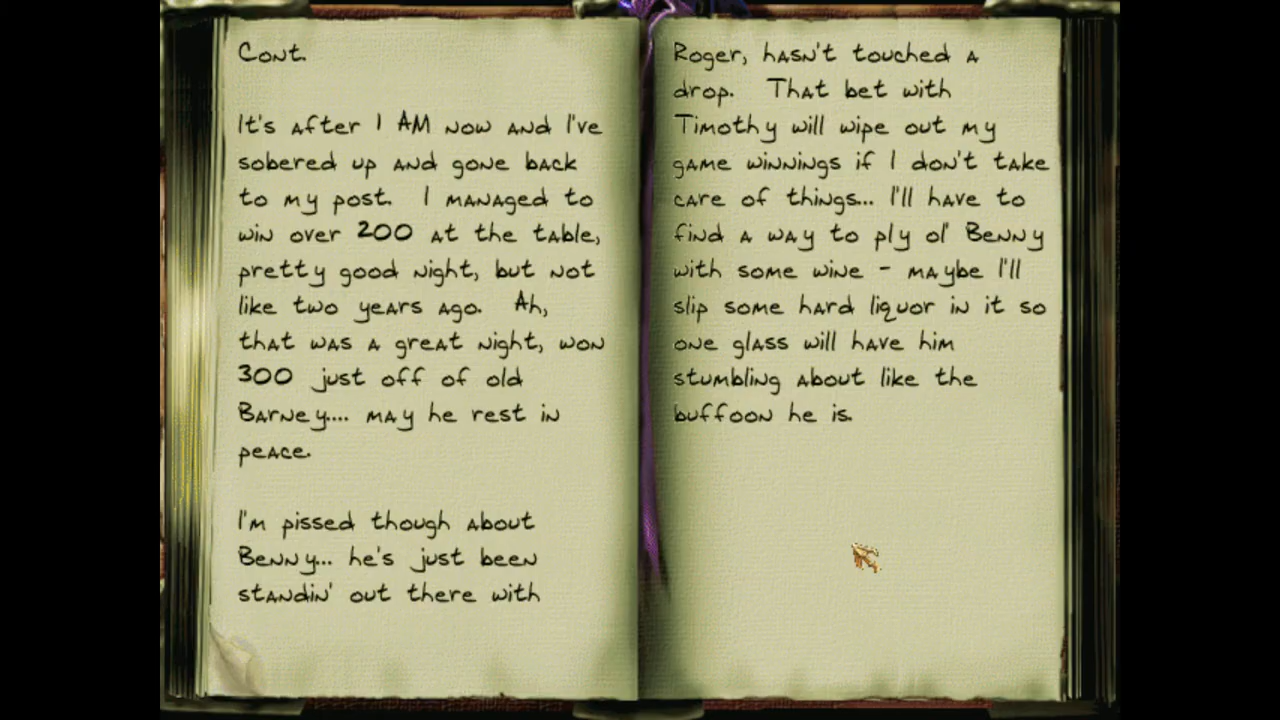 Cont.
It's after 1 AM now and I've
sobered up and gone back
to my post.  I managed to
win over 200 at the table,
pretty good night, but not
like two years ago.  Ah,
that was a great night, won
300 just off of old
Barney.... may he rest in
peace.
I'm pissed though about
Benny... he's just been
standin' out there with
Roger, hasn't touched a
drop.  That bet with
Timothy will wipe out my
game winnings if I don't take
care of things... I'll have to
find a way to ply ol' Benny
with some wine - maybe I'll
slip some hard liquor in it so
one glass will have him
stumbling about like the
buffoon he is.